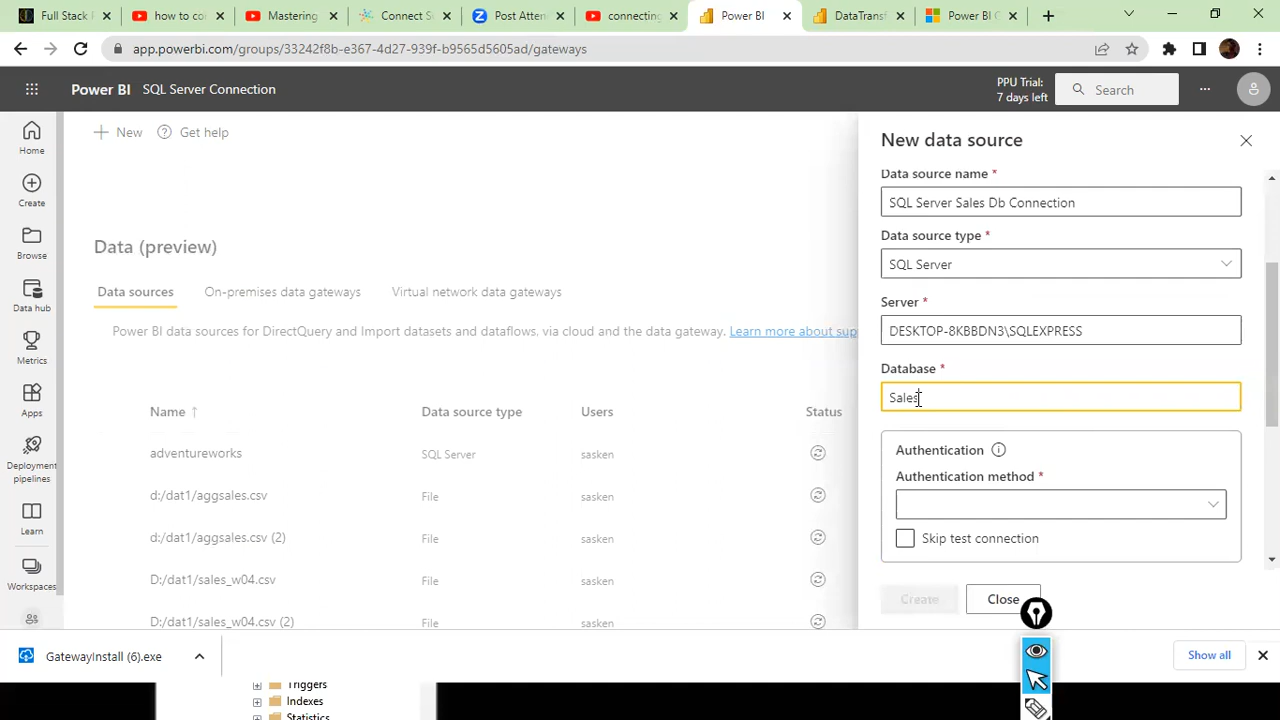 Full Stack P
how to co
Mastering
Connect S
Post Atten
connecting
Power BI
DataTransf
Power BI G
app.powerbi.com/groups/33242f8b-e367-4d27-939f-b9565d5605ad/gateways
Power BI SQL Server Connection
PPU Trial:
7 days left
Search
Home
Create
Browse
Data hub
Metrics
Apps
Deployment
pipelines
Learn
Workspaces
New Get help
Data (preview)
Data sources On-premises data gateways Virtual network data gateways
Power BI data sources for DirectQuery and Import datasets and dataflows, via cloud and the data gateway. Learn more about sup
Name Data source type Users Status
adventureworks SQL Server sasken
d:/dat1/aggsales.csv File sasken
d:/dat1/aggsales.csv (2) File sasken
D:/dat1/sales_w04.csv File sasken
D:/dat1/sales_w04.csv (2) File sasken
New data source
Data source name *
SQL Server Sales Db Connection
Data source type *
SQL Server
Server *
DESKTOP-8KBBDN3\SQLEXPRESS
Database *
Sales
Authentication
Authentication method *
Skip test connection
Create Close
GatewayInstall (6).exe
Show all
Triggers
Indexes
Statistics